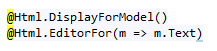 @Html.DisplayForModel()
@Html.EditorFor(m => m.Text)